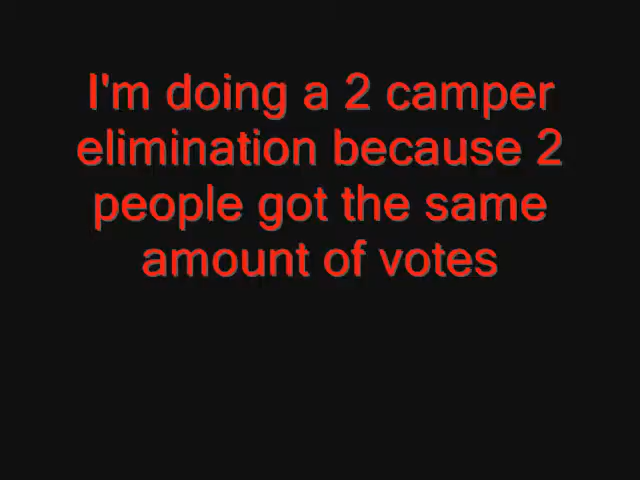 I'm doing a 2 camper
elimination because 2
people got the same
amount of votes